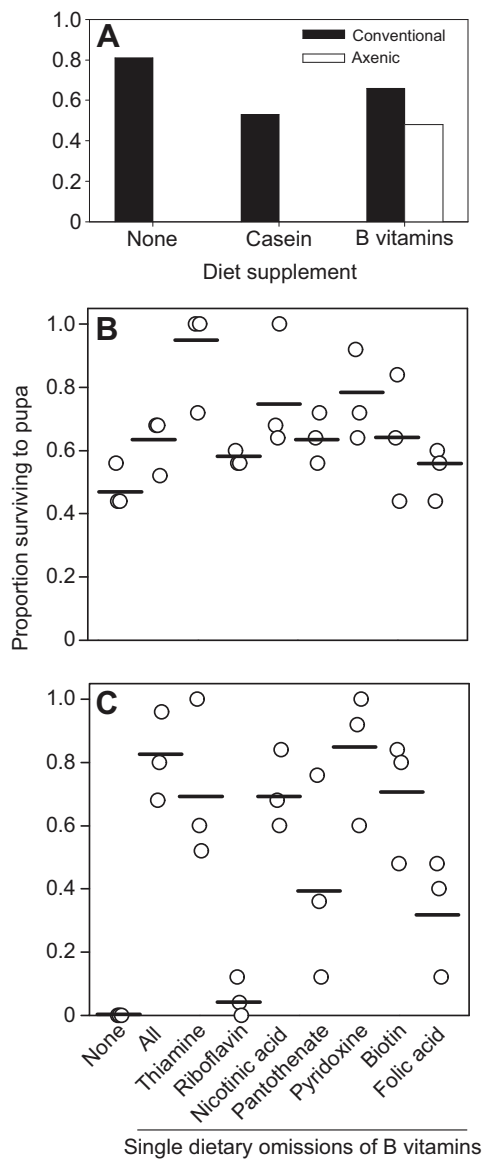 A
1.0
0.8
0.6
0.4
0.2
0
Conventional
Axenic
None Casein B vitamins
Diet supplement
Proportion surviving to pupa
B
1.0
0.8
0.6
0.4
0.2
0
C
1.0
0.8
0.6
0.4
0.2
0
None
All
Thiamine
Riboflavin
Nicotinic acid
Pantothenate
Pyridoxine
Biotin
Folic acid
Single dietary omissions of B vitamins